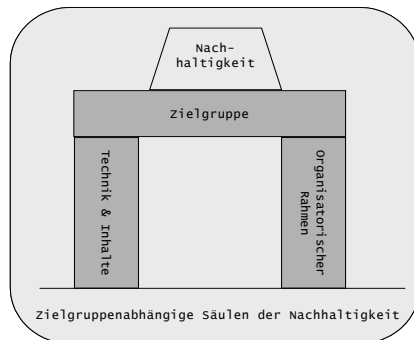 Nach-
haltigkeit
Zielgruppe
Technik & Inhalte
Organisatorischer
Rahmen
Zielgruppenabhängige Säulen der Nachhaltigkeit